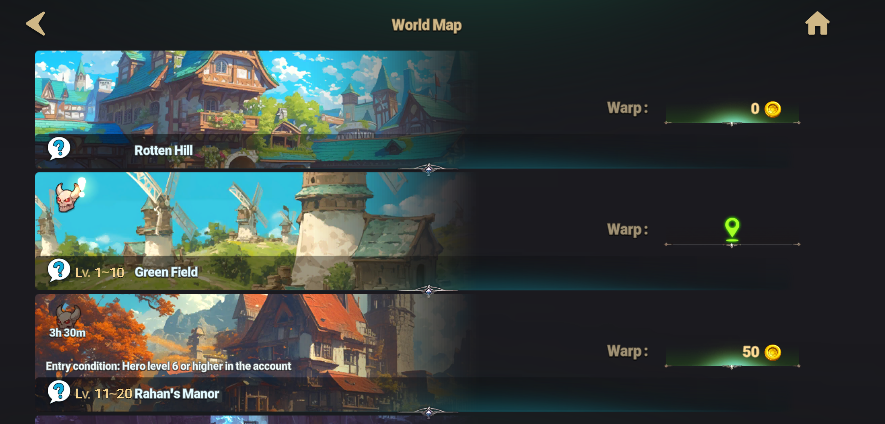 World Map
Warp :
0
Rotten Hill
Warp :
Lv. 1~10 Green Field
3h 30m
Entry condition: Hero level 6 or higher in the account
Warp :
50
Lv. 11~20 Rahan's Manor